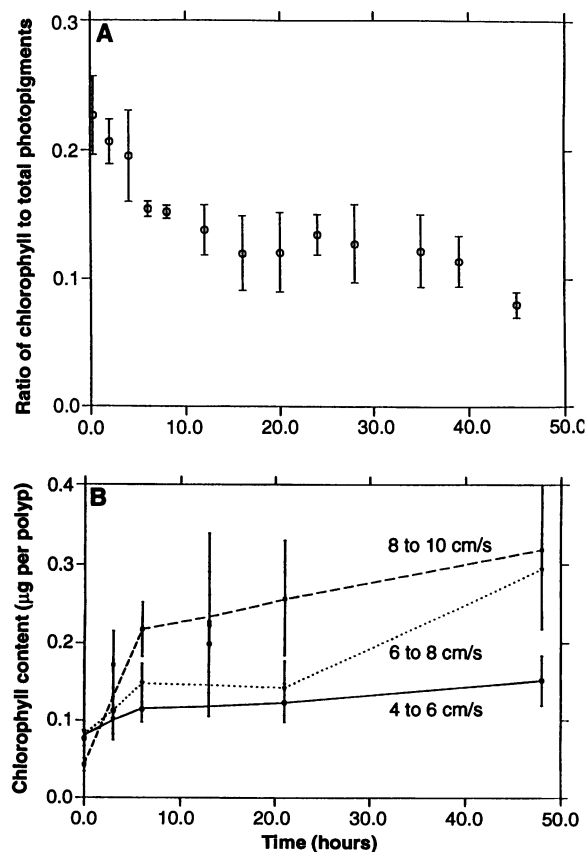 A
0.3
0.2
0.1
0.0
Ratio of chlorophyll to total photopigments
0.0 10.0 20.0 30.0 40.0 50.0
B
0.4
0.3
0.2
0.1
0.0
Chlorophyll content (µg per polyp)
8 to 10 cm/s
6 to 8 cm/s
4 to 6 cm/s
0.0 10.0 20.0 30.0 40.0 50.0
Time (hours)